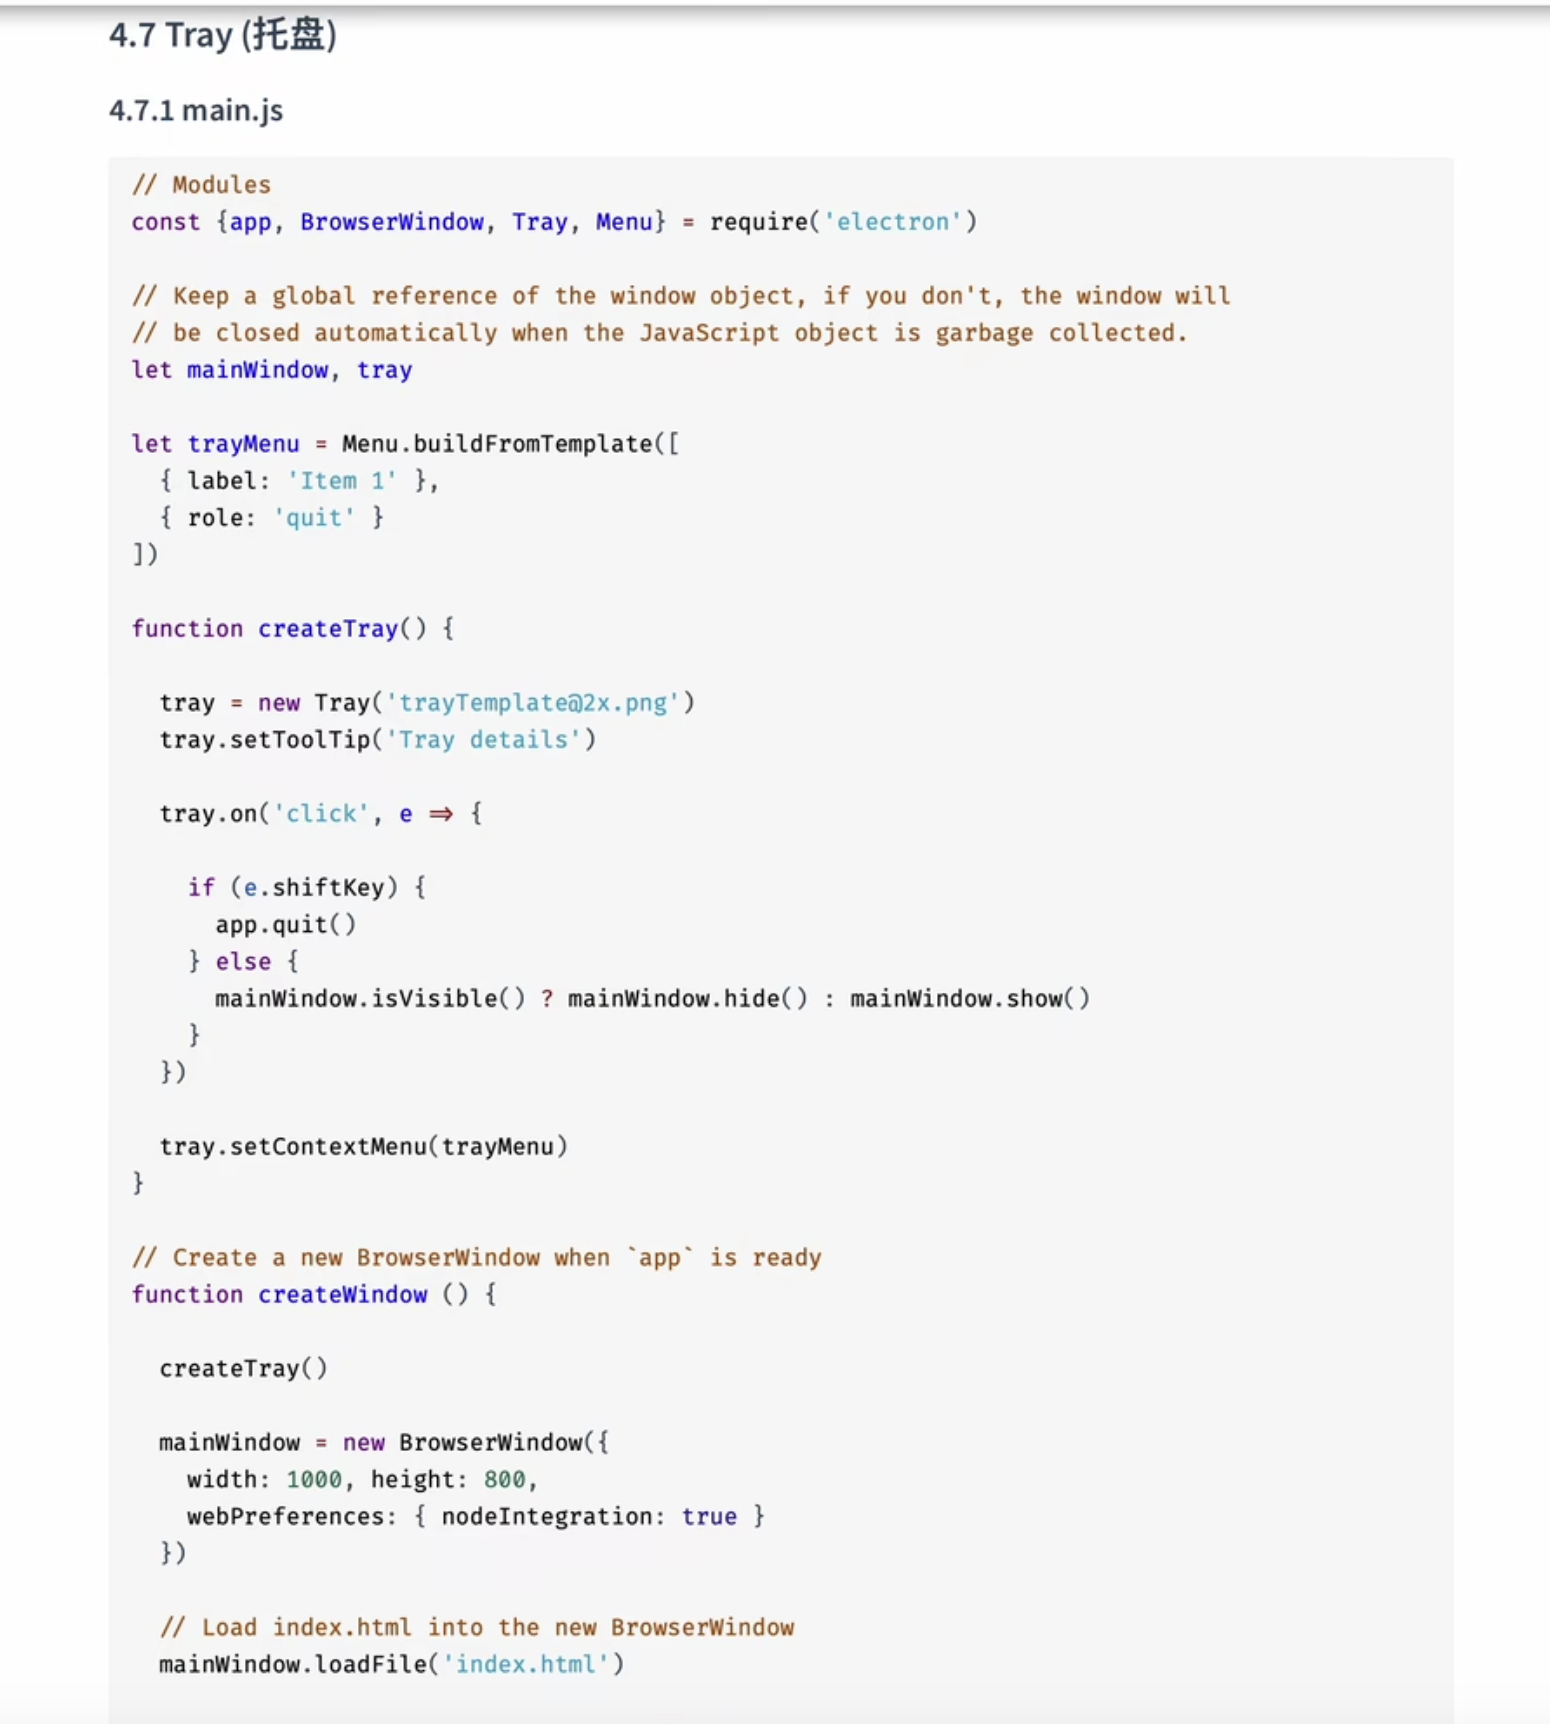 4.7 Tray (托盘)
4.7.1 main.js
// Modules
const {app, BrowserWindow, Tray, Menu} = require('electron')
// Keep a global reference of the window object, if you don't, the window will
// be closed automatically when the JavaScript object is garbage collected.
let mainWindow, tray
let trayMenu = Menu.buildFromTemplate([
  { label: 'Item 1' },
  { role: 'quit' }
])
function createTray() {
  tray = new Tray('trayTemplate@2x.png')
  tray.setToolTip('Tray details')
  tray.on('click', e => {
    if (e.shiftKey) {
      app.quit()
    } else {
      mainWindow.isVisible() ? mainWindow.hide() : mainWindow.show()
    }
  })
  tray.setContextMenu(trayMenu)
}
// Create a new BrowserWindow when `app` is ready
function createWindow () {
  createTray()
  mainWindow = new BrowserWindow({
    width: 1000, height: 800,
    webPreferences: { nodeIntegration: true }
  })
  // Load index.html into the new BrowserWindow
  mainWindow.loadFile('index.html')